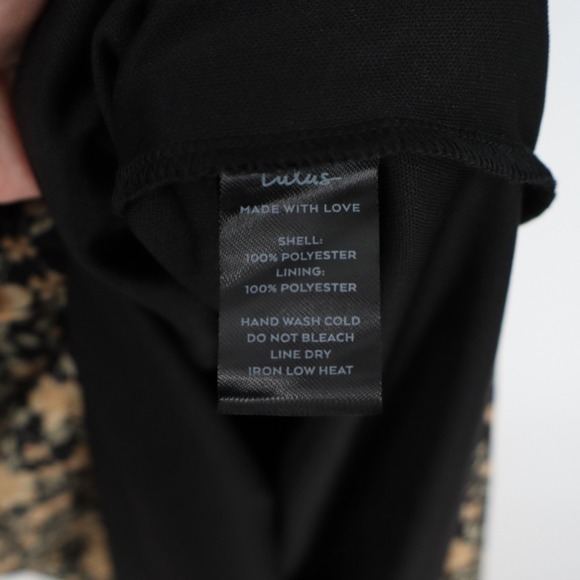 Lulus
MADE WITH LOVE
SHELL:
100% POLYESTER
LINING:
100% POLYESTER
HAND WASH COLD
DO NOT BLEACH
LINE DRY
IRON LOW HEAT